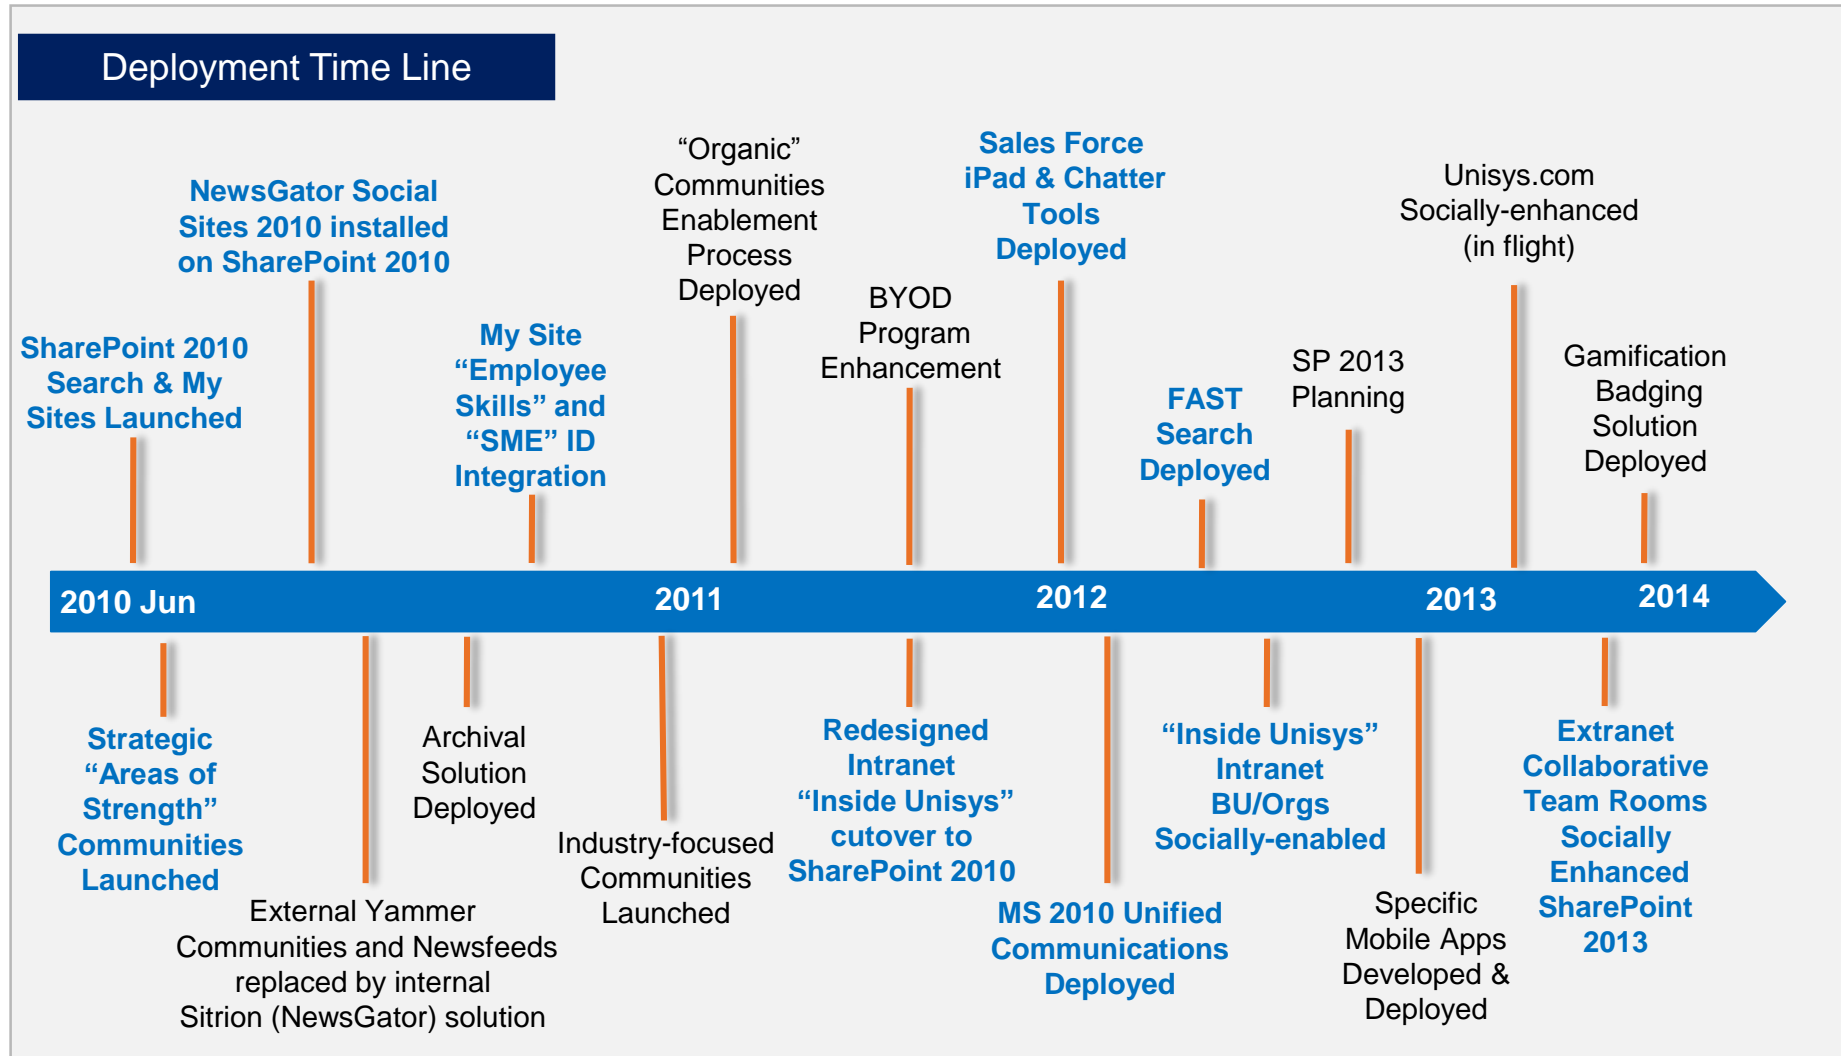 Deployment Time Line
SharePoint 2010
Search & My
Sites Launched
NewsGator Social
Sites 2010 installed
on SharePoint 2010
My Site
“Employee
Skills” and
“SME” ID
Integration
“Organic”
Communities
Enablement
Process
Deployed
BYOD
Program
Enhancement
Sales Force
iPad & Chatter
Tools
Deployed
FAST
Search
Deployed
SP 2013
Planning
Unisys.com
Socially-enhanced
(in flight)
Gamification
Badging
Solution
Deployed
2010 Jun
2011
2012
2013
2014
Strategic
“Areas of
Strength”
Communities
Launched
External Yammer
Communities and Newsfeeds
replaced by internal
Sitrion (NewsGator) solution
Archival
Solution
Deployed
Industry-focused
Communities
Launched
Redesigned
Intranet
“Inside Unisys”
cutover to
SharePoint 2010
MS 2010 Unified
Communications
Deployed
“Inside Unisys”
Intranet
BU/Orgs
Socially-enabled
Specific
Mobile Apps
Developed &
Deployed
Extranet
Collaborative
Team Rooms
Socially
Enhanced
SharePoint
2013